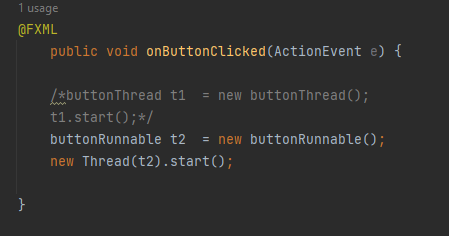 1 usage
@FXML
public void onButtonClicked(ActionEvent e) {
/*buttonThread t1  = new buttonThread();
t1.start();*/
buttonRunnable t2  = new buttonRunnable();
new Thread(t2).start();
}